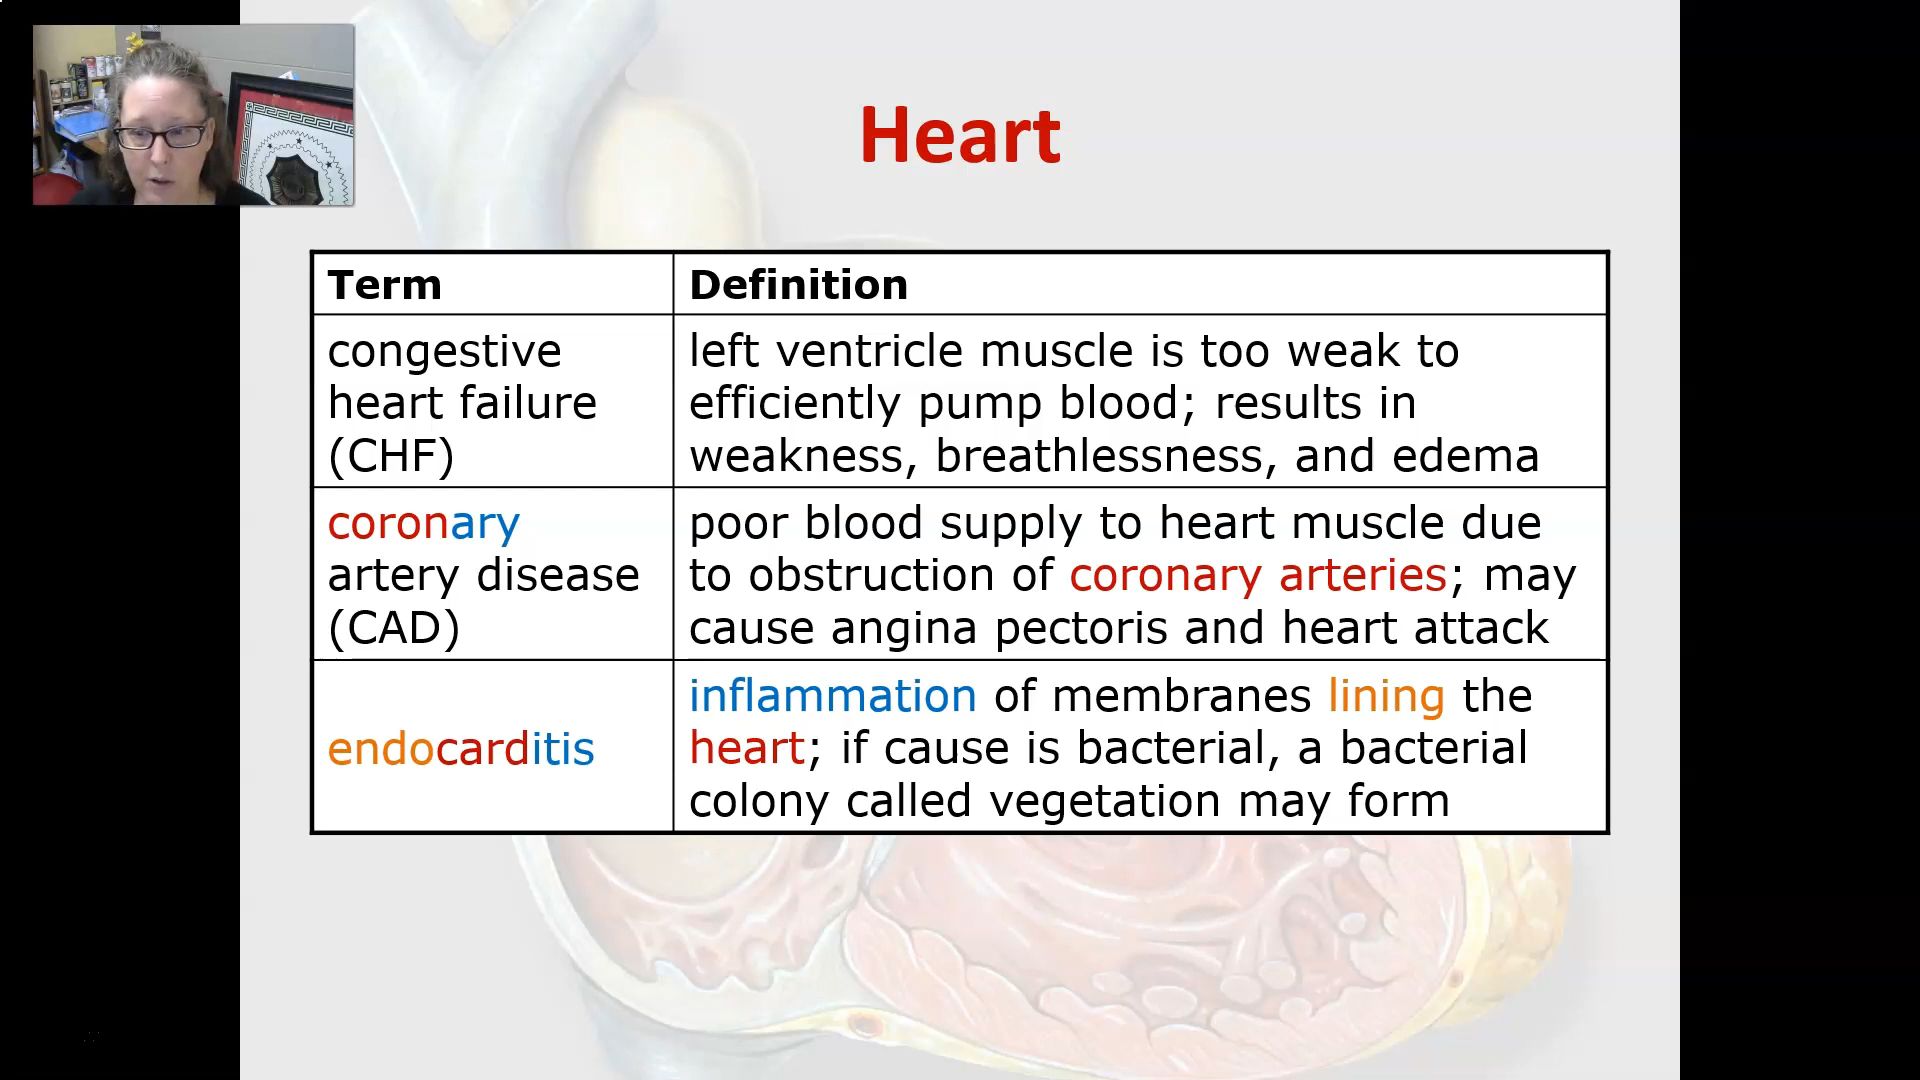 Heart
Term
Definition
congestive
heart failure
(CHF)
left ventricle muscle is too weak to
efficiently pump blood; results in
weakness, breathlessness, and edema
coronary
artery disease
(CAD)
poor blood supply to heart muscle due
to obstruction of coronary arteries; may
cause angina pectoris and heart attack
endocarditis
inflammation of membranes lining the
heart; if cause is bacterial, a bacterial
colony called vegetation may form